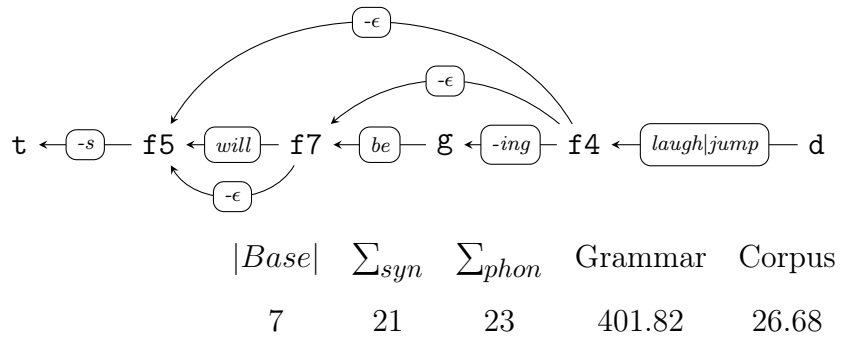 -ϵ
-ϵ
t -s f5 will f7 be g -ing f4 laugh|jump d
-ϵ
|Base| ∑syn ∑phon Grammar Corpus
7 21 23 401.82 26.68